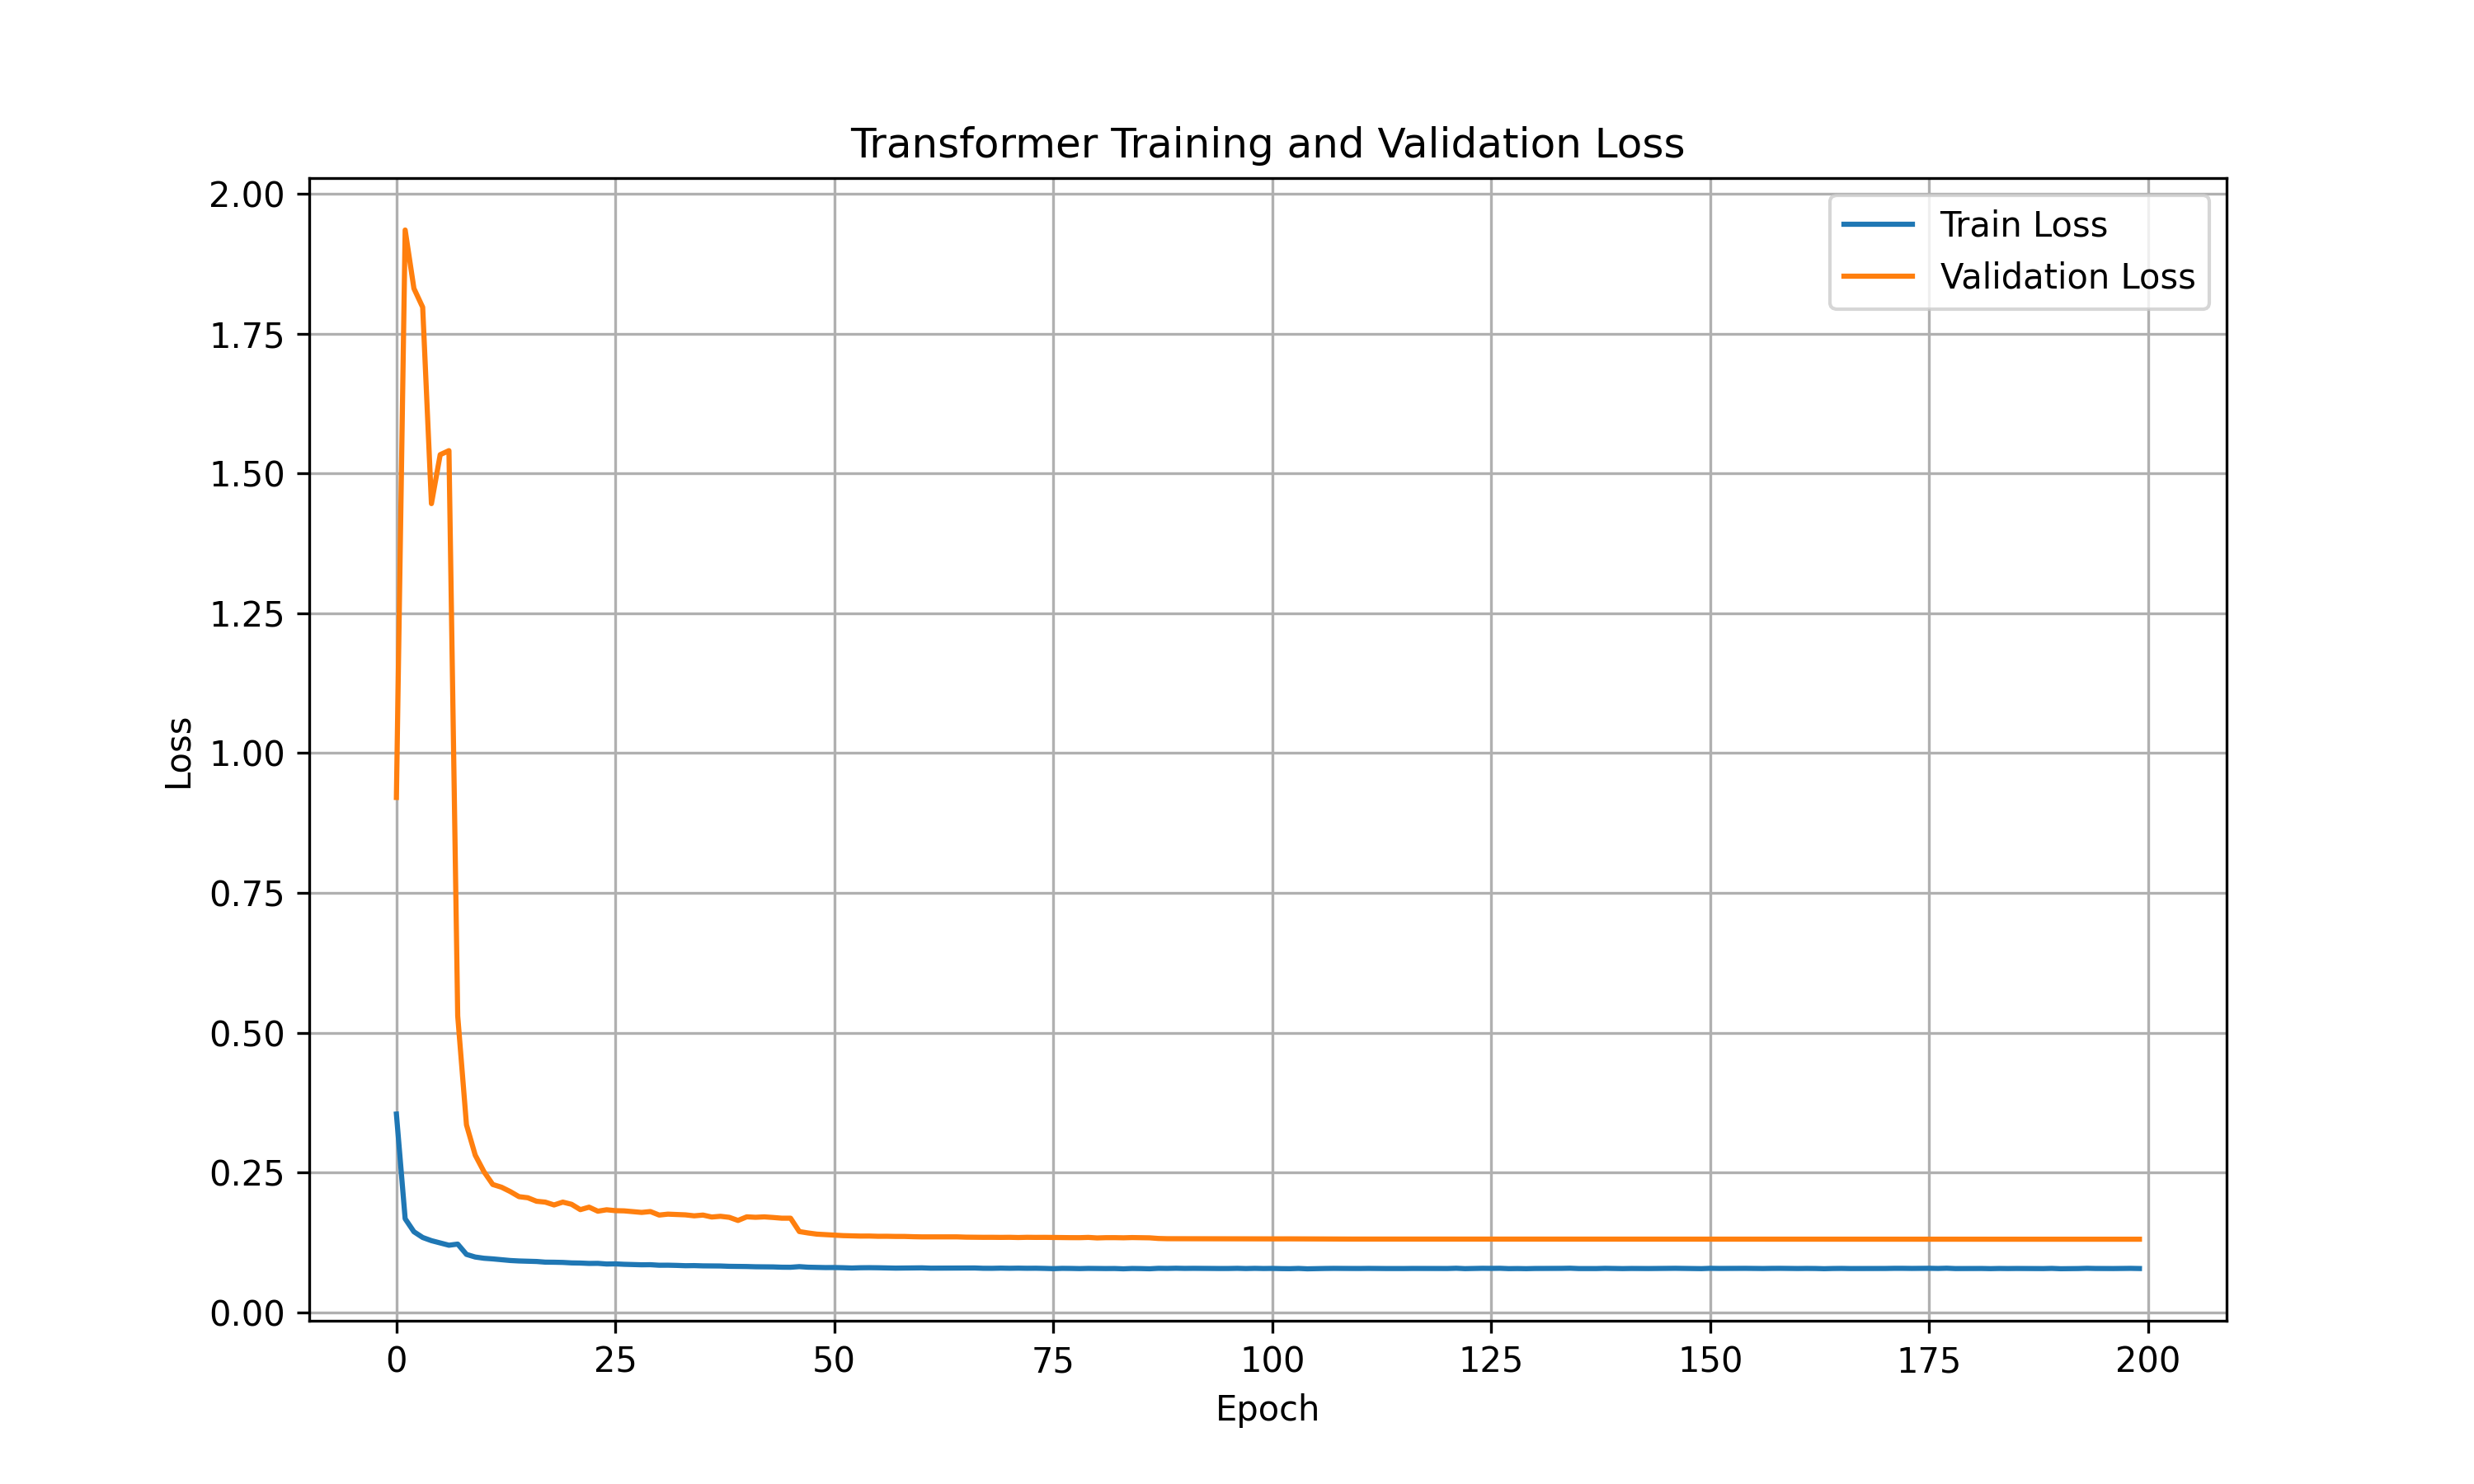 Transformer Training and Validation Loss
Train Loss
Validation Loss
2.00
1.75
1.50
1.25
1.00
0.75
0.50
0.25
0.00
Loss
0 25 50 75 100 125 150 175 200
Epoch